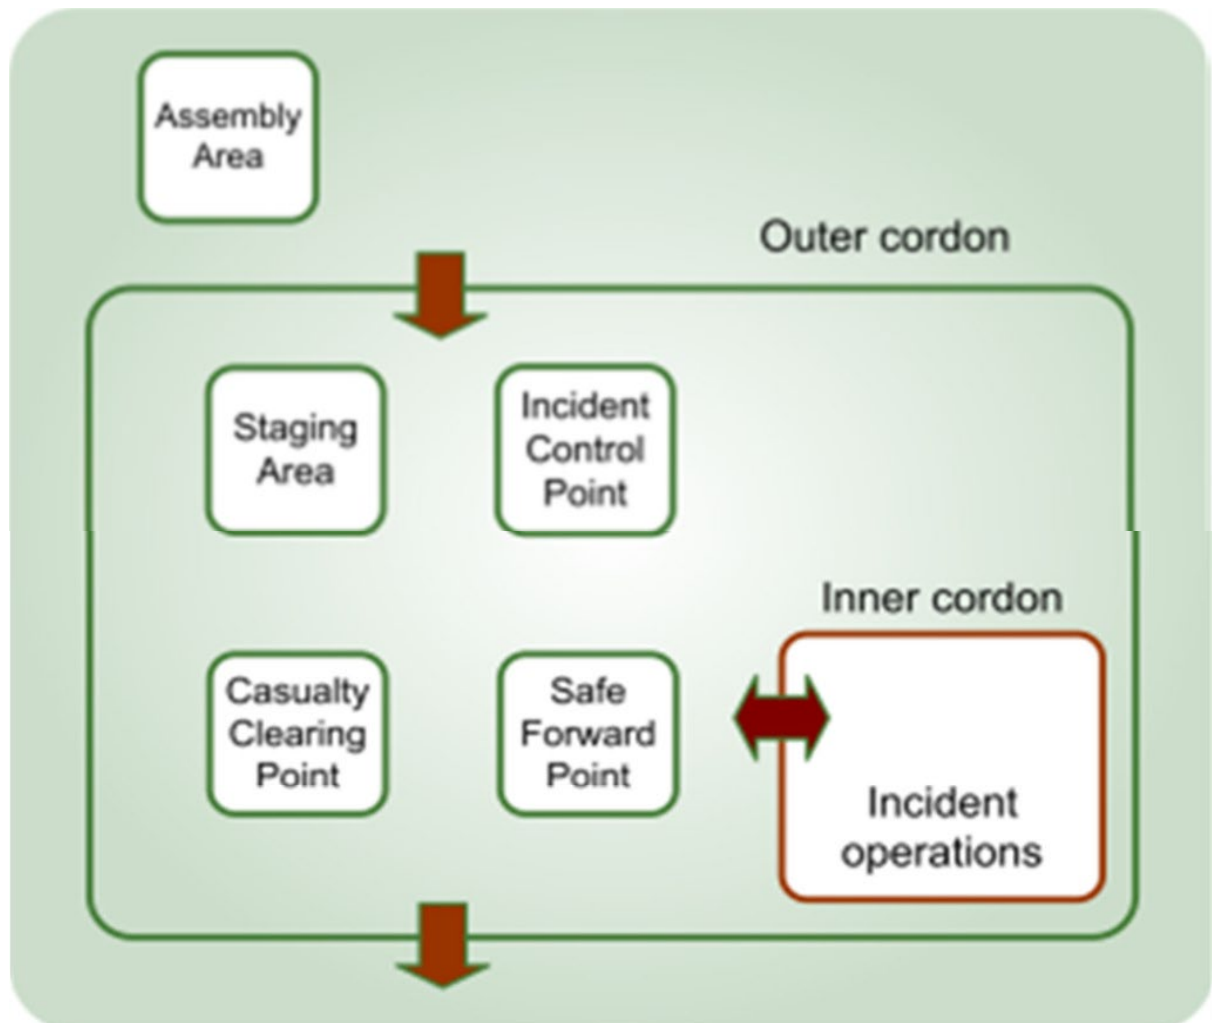 Assembly
Area
Outer cordon
Staging
Area
Incident
Control
Point
Inner cordon
Casualty
Clearing
Point
Safe
Forward
Point
Incident
operations